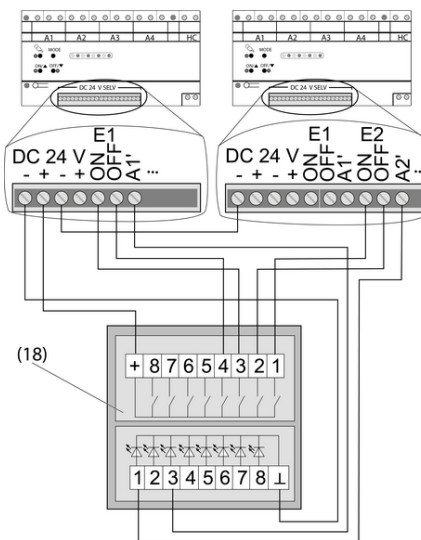 A1 A2 A3 A4 HC
MODE
ON/▲ OFF/▼
DC 24 V SELV
A1 A2 A3 A4 HC
MODE
ON/▲ OFF/▼
DC 24 V SELV
E1
DC 24 V ON OFF A1' ...
- + - +
E1 E2
DC 24 V ON OFF A1' ON OFF A2' ...
- + - +
(18)
+ 8 7 6 5 4 3 2 1
1 2 3 4 5 6 7 8 ⊥